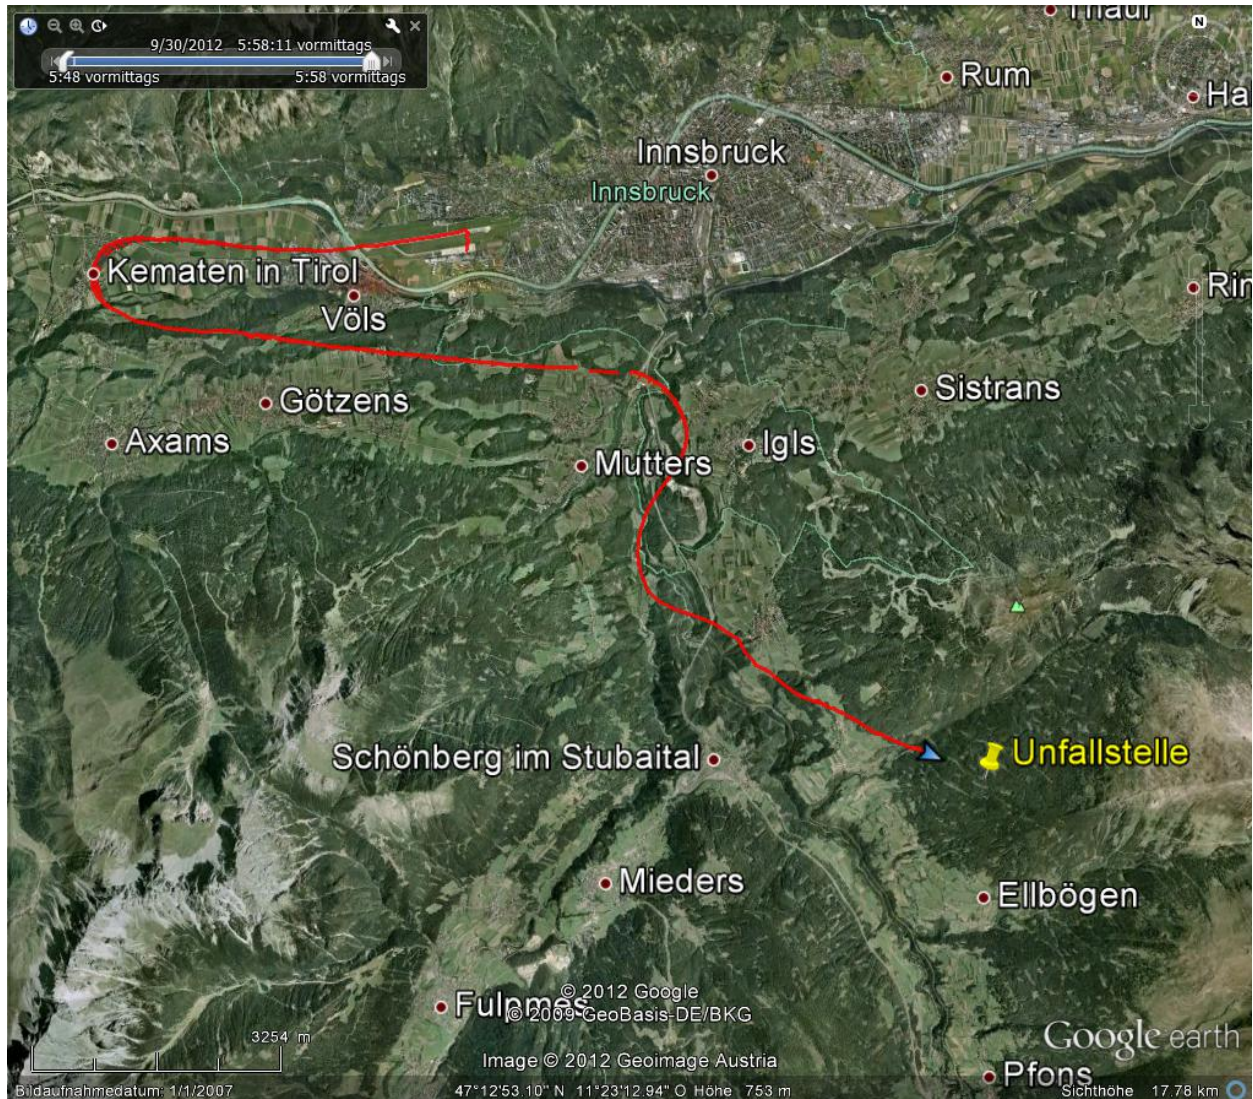 9/30/2012 5:58:11 vormittags
5:48 vormittags 5:58 vormittags
Thaur
N
Rum
Ha
Innsbruck
Innsbruck
Kematen in Tirol
Rin
Völs
Götzens
Sistrans
Axams
Igls
Mutters
Schönberg im Stubaital
Unfallstelle
Mieders
Ellbögen
Fulpmes
© 2012 Google
© 2009 GeoBasis-DE/BKG
3254 m
Google earth
Image © 2012 Geoimage Austria
Pfons
Bildaufnahmedatum: 1/1/2007 47°12'53.10" N 11°23'12.94" O Höhe 753 m Sichthöhe 17.78 km